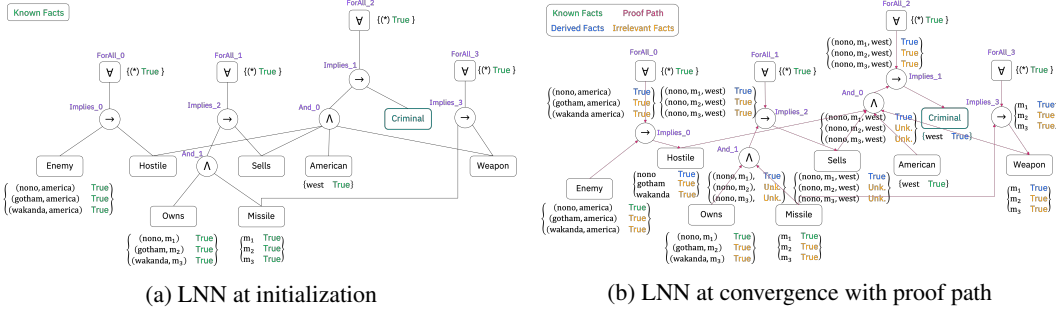 Known Facts
ForAll_2
∀ {(*) True }
Implies_1
→
ForAll_0
∀ {(*) True }
ForAll_1
∀ {(*) True }
ForAll_3
∀ {(*) True }
Implies_0
→
Implies_2
→
And_0
∧
Criminal
Implies_3
→
Enemy
Hostile
And_1
∧
Sells
American
Weapon
(nono, america) True
(gotham, america) True
(wakanda, america) True
{west True}
Owns
Missile
(nono, m₁) True
(gotham, m₂) True
(wakanda, m₃) True
m₁ True
m₂ True
m₃ True
(a) LNN at initialization
Known Facts Proof Path
Derived Facts Irrelevant Facts
ForAll_2
∀ {(*) True }
(nono, m₁, west) True
(nono, m₂, west) True
(nono, m₃, west) True
→ Implies_1
ForAll_0
∀ {(*) True }
ForAll_1
∀ {(*) True }
ForAll_3
∀ {(*) True }
(nono, america) True
(gotham, america) True
(wakanda, america) True
(nono, m₁, west) True
(nono, m₂, west) True
(nono, m₃, west) True
→ Implies_0
→ Implies_2
And_0
∧
(nono, m₁, west) True
(nono, m₂, west) Unk.
(nono, m₃, west) Unk.
Criminal
{west True}
Implies_3
→
m₁ True
m₂ True
m₃ True
Hostile
And_1
∧
Sells
American
Weapon
Enemy
nono True
gotham True
wakanda True
(nono, m₁), True
(nono, m₂), Unk.
(nono, m₃), Unk.
(nono, m₁, west) True
(nono, m₂, west) Unk.
(nono, m₃, west) Unk.
{west True}
m₁ True
m₂ True
m₃ True
(nono, america) True
(gotham, america) True
(wakanda, america) True
Owns
Missile
(nono, m₁) True
(gotham, m₂) True
(wakanda, m₃) True
m₁ True
m₂ True
m₃ True
(b) LNN at convergence with proof path